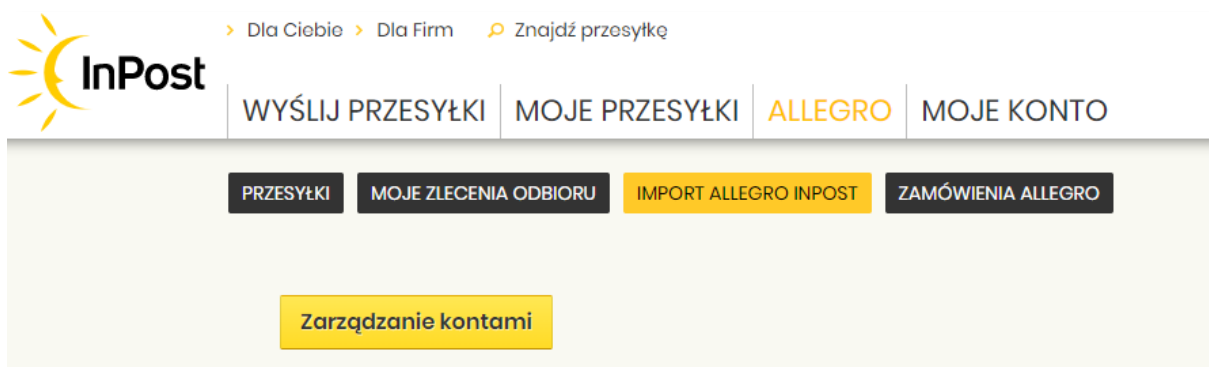 > Dla Ciebie > Dla Firm Znajdź przesyłkę
InPost
WYŚLIJ PRZESYŁKI MOJE PRZESYŁKI ALLEGRO MOJE KONTO
PRZESYŁKI MOJE ZLECENIA ODBIORU IMPORT ALLEGRO INPOST ZAMÓWIENIA ALLEGRO
Zarządzanie kontami